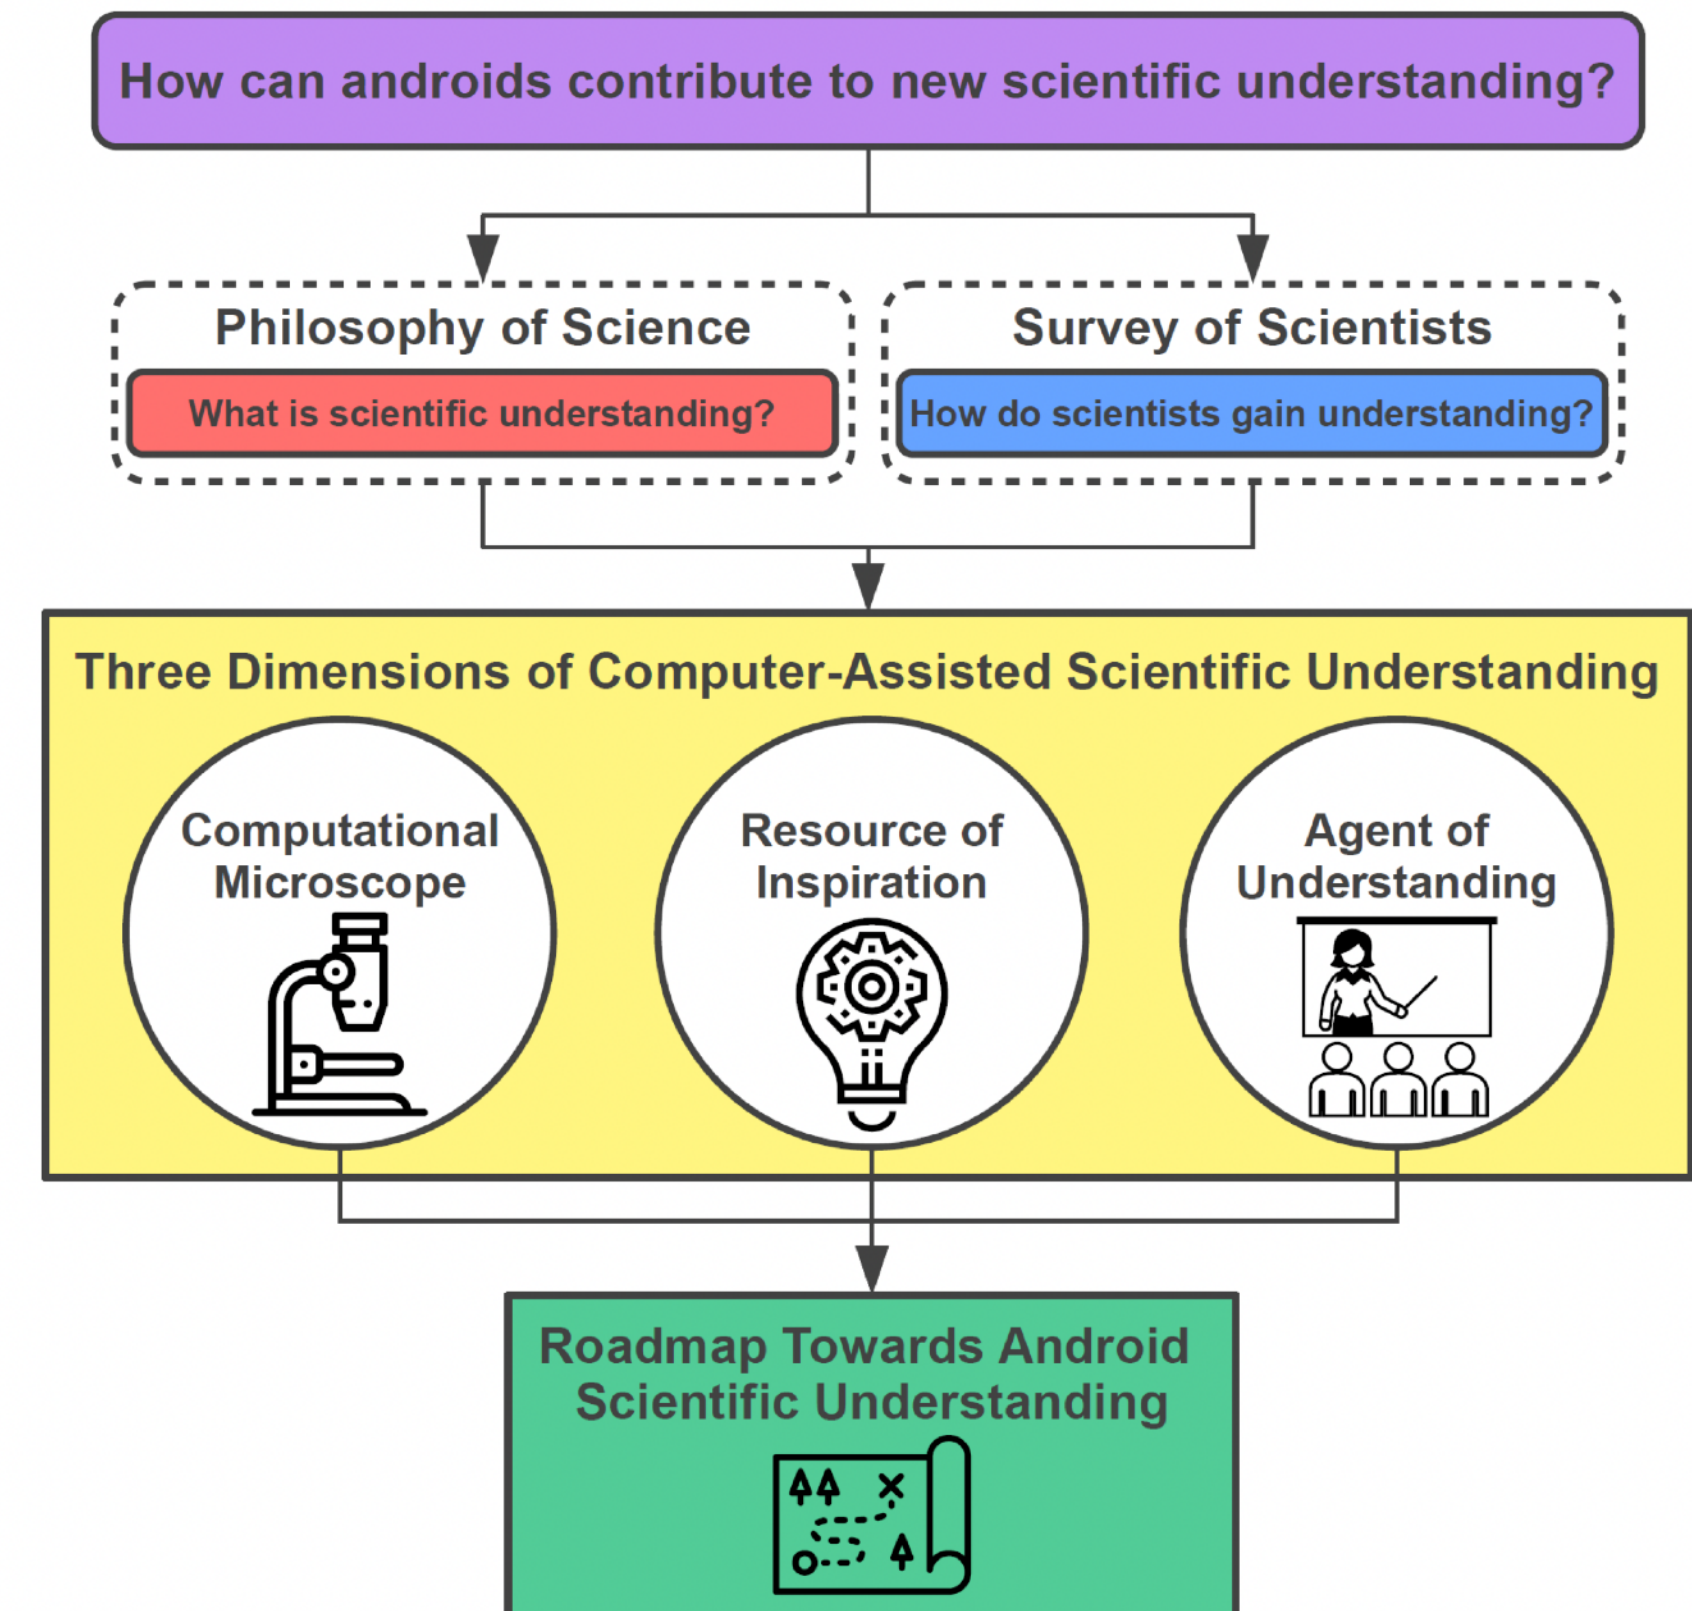 How can androids contribute to new scientific understanding?
Philosophy of Science
What is scientific understanding?
Survey of Scientists
How do scientists gain understanding?
Three Dimensions of Computer-Assisted Scientific Understanding
Computational
Microscope
Resource of
Inspiration
Agent of
Understanding
Roadmap Towards Android
Scientific Understanding